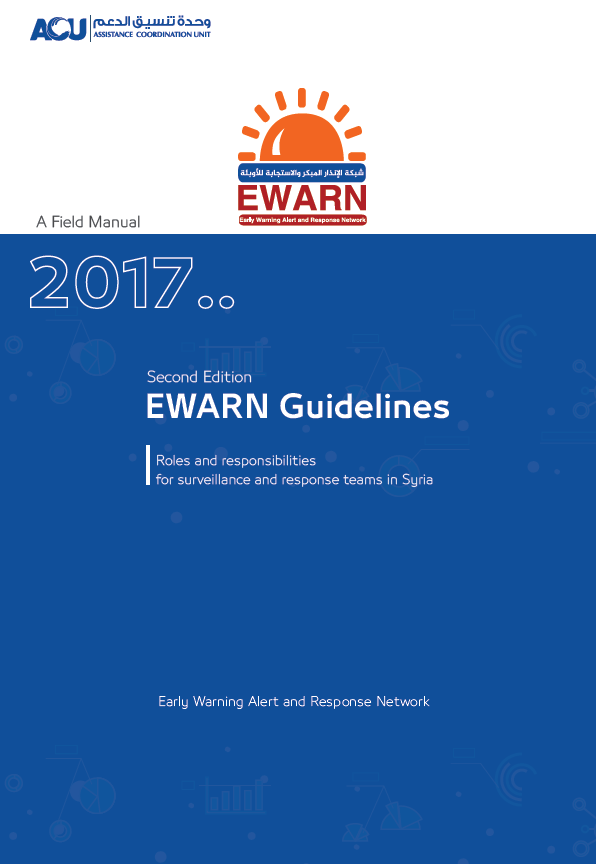 ACU
وحدة تنسيق الدعم
ASSISTANCE COORDINATION UNIT
شبكة الإنذار المبكر والاستجابة للأوبئة
EWARN
Early Warning Alert and Response Network
A Field Manual
2017..
Second Edition
EWARN Guidelines
Roles and responsibilities
for surveillance and response teams in Syria
Early Warning Alert and Response Network